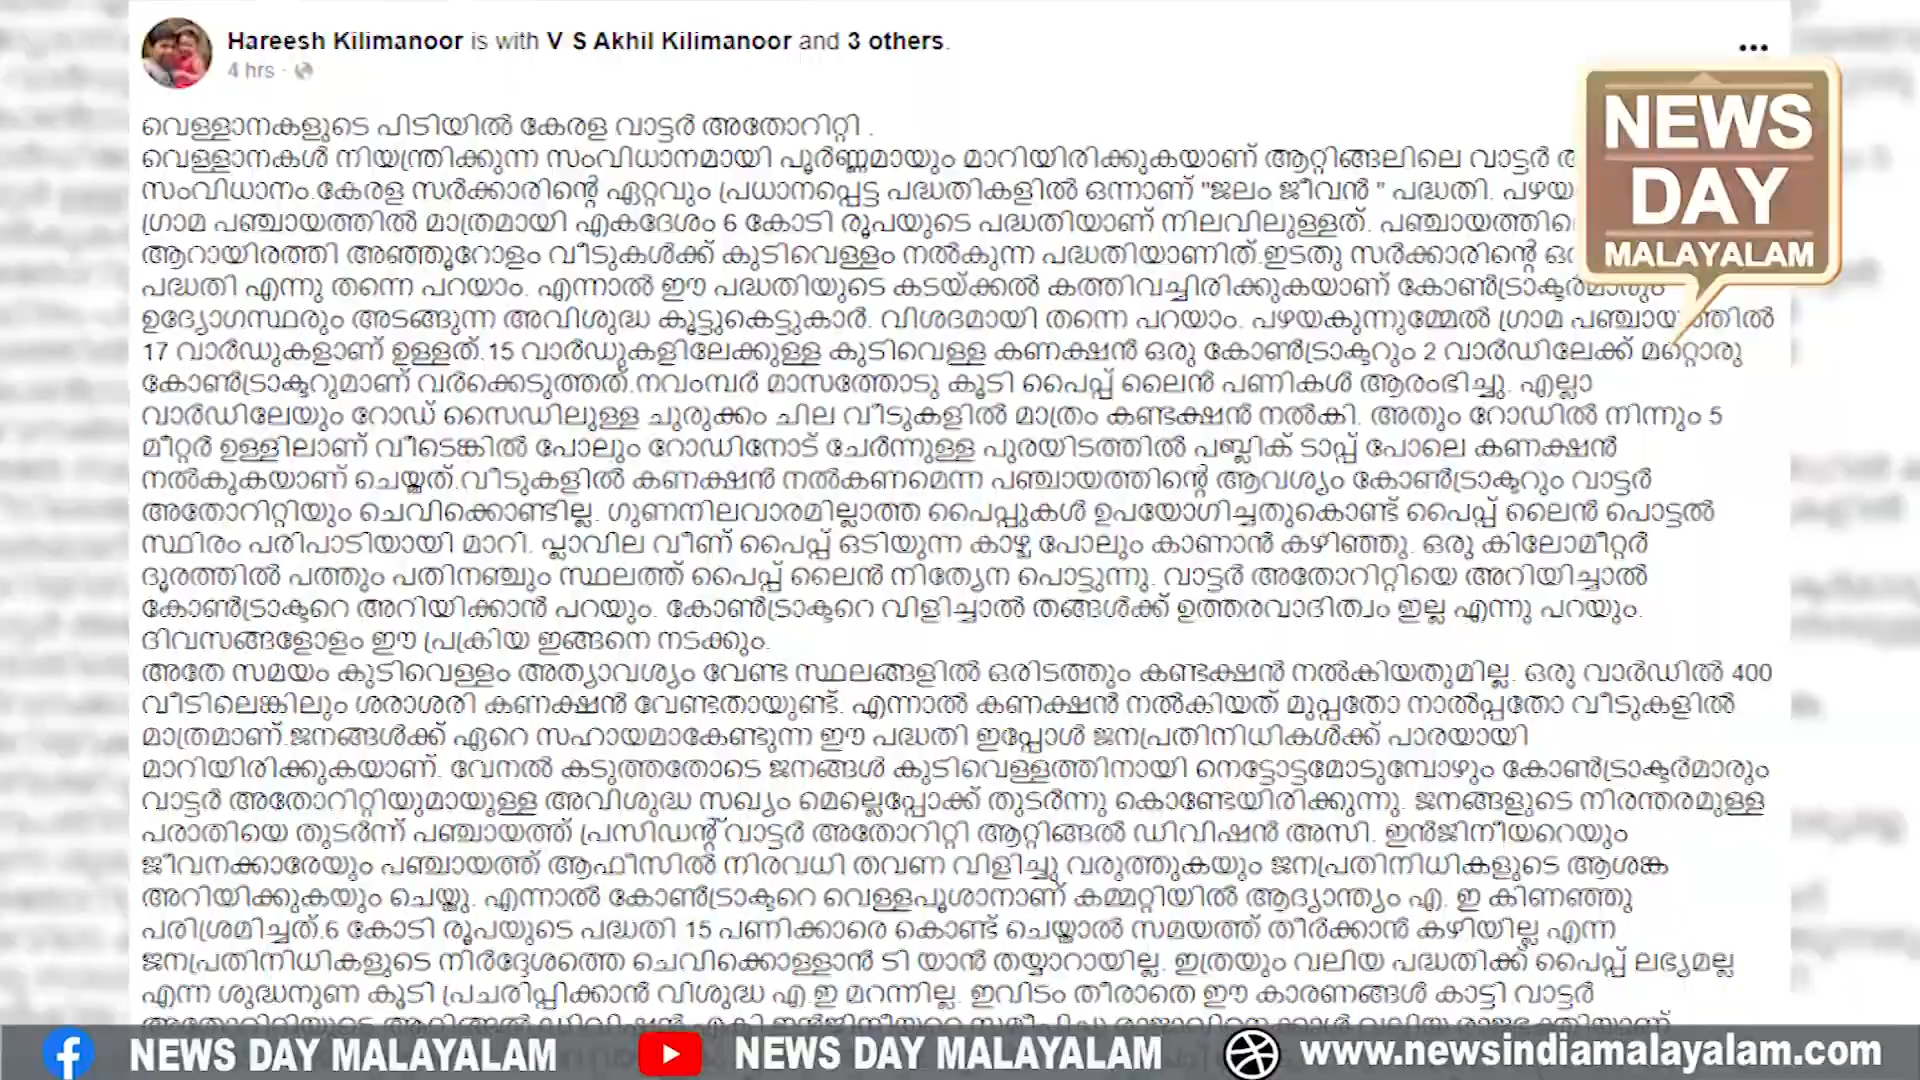 Hareesh Kilimanoor is with V S Akhil Kilimanoor and 3 others.
4 hrs ·
വെള്ളാനകളുടെ പിടിയിൽ കേരള വാട്ടർ അതോറിറ്റി .
വെള്ളാനകൾ നിയന്ത്രിക്കുന്ന സംവിധാനമായി പൂർണ്ണമായും മാറിയിരിക്കുകയാണ് ആറ്റിങ്ങലിലെ വാട്ടർ
സംവിധാനം.കേരള സർക്കാരിന്റെ ഏറ്റവും പ്രധാനപ്പെട്ട പദ്ധതികളിൽ ഒന്നാണ് "ജലം ജീവൻ " പദ്ധതി.
ഗ്രാമ പഞ്ചായത്തിൽ മാത്രമായി എകദേശം 6 കോടി രൂപയുടെ പദ്ധതിയാണ് നിലവിലുള്ളത്.
ആറായിരത്തി അഞ്ഞൂറോളം വീടുകൾക്ക് കുടിവെള്ളം നൽകുന്ന പദ്ധതിയാണിത്.ഇടതു സർക്കാരിന്റെ
പദ്ധതി എന്നു തന്നെ പറയാം. എന്നാൽ ഈ പദ്ധതിയുടെ കടയ്ക്കൽ കത്തിവച്ചിരിക്കുകയാണ് കോൺട്രാക്ടർമാരും
ഉദ്യോഗസ്ഥരും അടങ്ങുന്ന അവിശുദ്ധ കൂട്ടുകെട്ടുകാർ. വിശദമായി തന്നെ പറയാം. പഴയകുന്നുമ്മേൽ ഗ്രാമ പഞ്ചായത്തിൽ
17 വാർഡുകളാണ് ഉള്ളത്.15 വാർഡുകളിലേക്കുള്ള കുടിവെള്ള കണക്ഷൻ ഒരു കോൺട്രാക്ടറും 2 വാർഡിലേക്ക് മറ്റൊരു
കോൺട്രാക്ടറുമാണ് വർക്കെടുത്തത്.നവംമ്പർ മാസത്തോടു കൂടി പൈപ്പ് ലൈൻ പണികൾ ആരംഭിച്ചു. എല്ലാ
വാർഡിലേയും റോഡ് സൈഡിലുള്ള ചുരുക്കം ചില വീടുകളിൽ മാത്രം കണ്ടക്ഷൻ നൽകി. അതും റോഡിൽ നിന്നും 5
മീറ്റർ ഉള്ളിലാണ് വീടെങ്കിൽ പോലും റോഡിനോട് ചേർന്നുള്ള പുരയിടത്തിൽ പബ്ലിക് ടാപ്പ് പോലെ കണക്ഷൻ
നൽകുകയാണ് ചെയ്തത്.വീടുകളിൽ കണക്ഷൻ നൽകണമെന്ന പഞ്ചായത്തിന്റെ ആവശ്യം കോൺട്രാക്ടറും വാട്ടർ
അതോറിറ്റിയും ചെവിക്കൊണ്ടില്ല. ഗുണനിലവാരമില്ലാത്ത പൈപ്പുകൾ ഉപയോഗിച്ചതുകൊണ്ട് പൈപ്പ് ലൈൻ പൊട്ടൽ
സ്ഥിരം പരിപാടിയായി മാറി. പ്ലാവില വീണ് പൈപ്പ് ഒടിയുന്ന കാഴ്ച പോലും കാണാൻ കഴിഞ്ഞു. ഒരു കിലോമീറ്റർ
ദൂരത്തിൽ പത്തും പതിനഞ്ചും സ്ഥലത്ത് പൈപ്പ് ലൈൻ നിത്യേന പൊട്ടുന്നു. വാട്ടർ അതോറിറ്റിയെ അറിയിച്ചാൽ
കോൺട്രാക്ടറെ അറിയിക്കാൻ പറയും. കോൺട്രാക്ടറെ വിളിച്ചാൽ തങ്ങൾക്ക് ഉത്തരവാദിത്വം ഇല്ല എന്നു പറയും.
ദിവസങ്ങളോളം ഈ പ്രക്രിയ ഇങ്ങനെ നടക്കും.
അതേ സമയം കുടിവെള്ളം അത്യാവശ്യം വേണ്ട സ്ഥലങ്ങളിൽ ഒരിടത്തും കണ്ടക്ഷൻ നൽകിയതുമില്ല. ഒരു വാർഡിൽ 400
വീടിലെങ്കിലും ശരാശരി കണക്ഷൻ വേണ്ടതായുണ്ട്. എന്നാൽ കണക്ഷൻ നൽകിയത് മുപ്പതോ നാൽപ്പതോ വീടുകളിൽ
മാത്രമാണ്.ജനങ്ങൾക്ക് ഏറെ സഹായമാകേണ്ടുന്ന ഈ പദ്ധതി ഇപ്പോൾ ജനപ്രതിനിധികൾക്ക് പാരയായി
മാറിയിരിക്കുകയാണ്. വേനൽ കടുത്തതോടെ ജനങ്ങൾ കുടിവെള്ളത്തിനായി നെട്ടോട്ടമോടുമ്പോഴും കോൺട്രാക്ടർമാരും
വാട്ടർ അതോറിറ്റിയുമായുള്ള അവിശുദ്ധ സഖ്യം മെല്ലെപ്പോക്ക് തുടർന്നു കൊണ്ടേയിരിക്കുന്നു. ജനങ്ങളുടെ നിരന്തരമുള്ള
പരാതിയെ തുടർന്ന് പഞ്ചായത്ത് പ്രസിഡന്റ് വാട്ടർ അതോറിറ്റി ആറ്റിങ്ങൽ ഡിവിഷൻ അസി. ഇൻജിനീയറെയും
ജീവനക്കാരേയും പഞ്ചായത്ത് ആഫീസിൽ നിരവധി തവണ വിളിച്ചു വരുത്തുകയും ജനപ്രതിനിധികളുടെ ആശങ്ക
അറിയിക്കുകയും ചെയ്തു. എന്നാൽ കോൺട്രാക്ടറെ വെള്ളപൂശാനാണ് കമ്മറ്റിയിൽ ആദ്യാന്ത്യം എ. ഇ കിണഞ്ഞു
പരിശ്രമിച്ചത്.6 കോടി രൂപയുടെ പദ്ധതി 15 പണിക്കാരെ കൊണ്ട് ചെയ്താൽ സമയത്ത് തീർക്കാൻ കഴിയില്ല എന്ന
ജനപ്രതിനിധികളുടെ നിർദ്ദേശത്തെ ചെവിക്കൊള്ളാൻ ടി യാൻ തയ്യാറായില്ല. ഇത്രയും വലിയ പദ്ധതിക്ക് പൈപ്പ് ലഭ്യമല്ല
എന്ന ശുദ്ധനുണ കൂടി പ്രചരിപ്പിക്കാൻ വിശുദ്ധ എ.ഇ മറന്നില്ല. ഇവിടം തീരാതെ ഈ കാരണങ്ങൾ കാട്ടി വാട്ടർ
NEWS
DAY
MALAYALAM
NEWS DAY MALAYALAM
NEWS DAY MALAYALAM
www.newsindiamalayalam.com